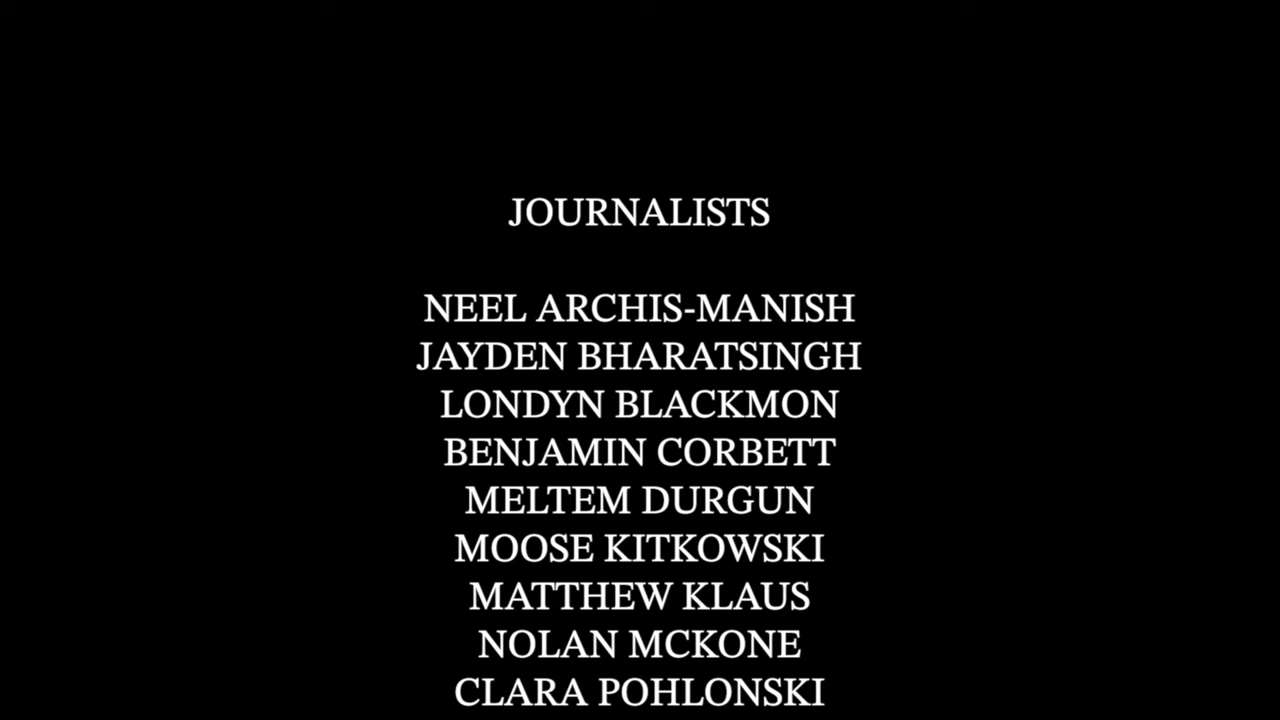 JOURNALISTS
NEEL ARCHIS-MANISH
JAYDEN BHARATSINGH
LONDYN BLACKMON
BENJAMIN CORBETT
MELTEM DURGUN
MOOSE KITKOWSKI
MATTHEW KLAUS
NOLAN MCKONE
CLARA POHLONSKI